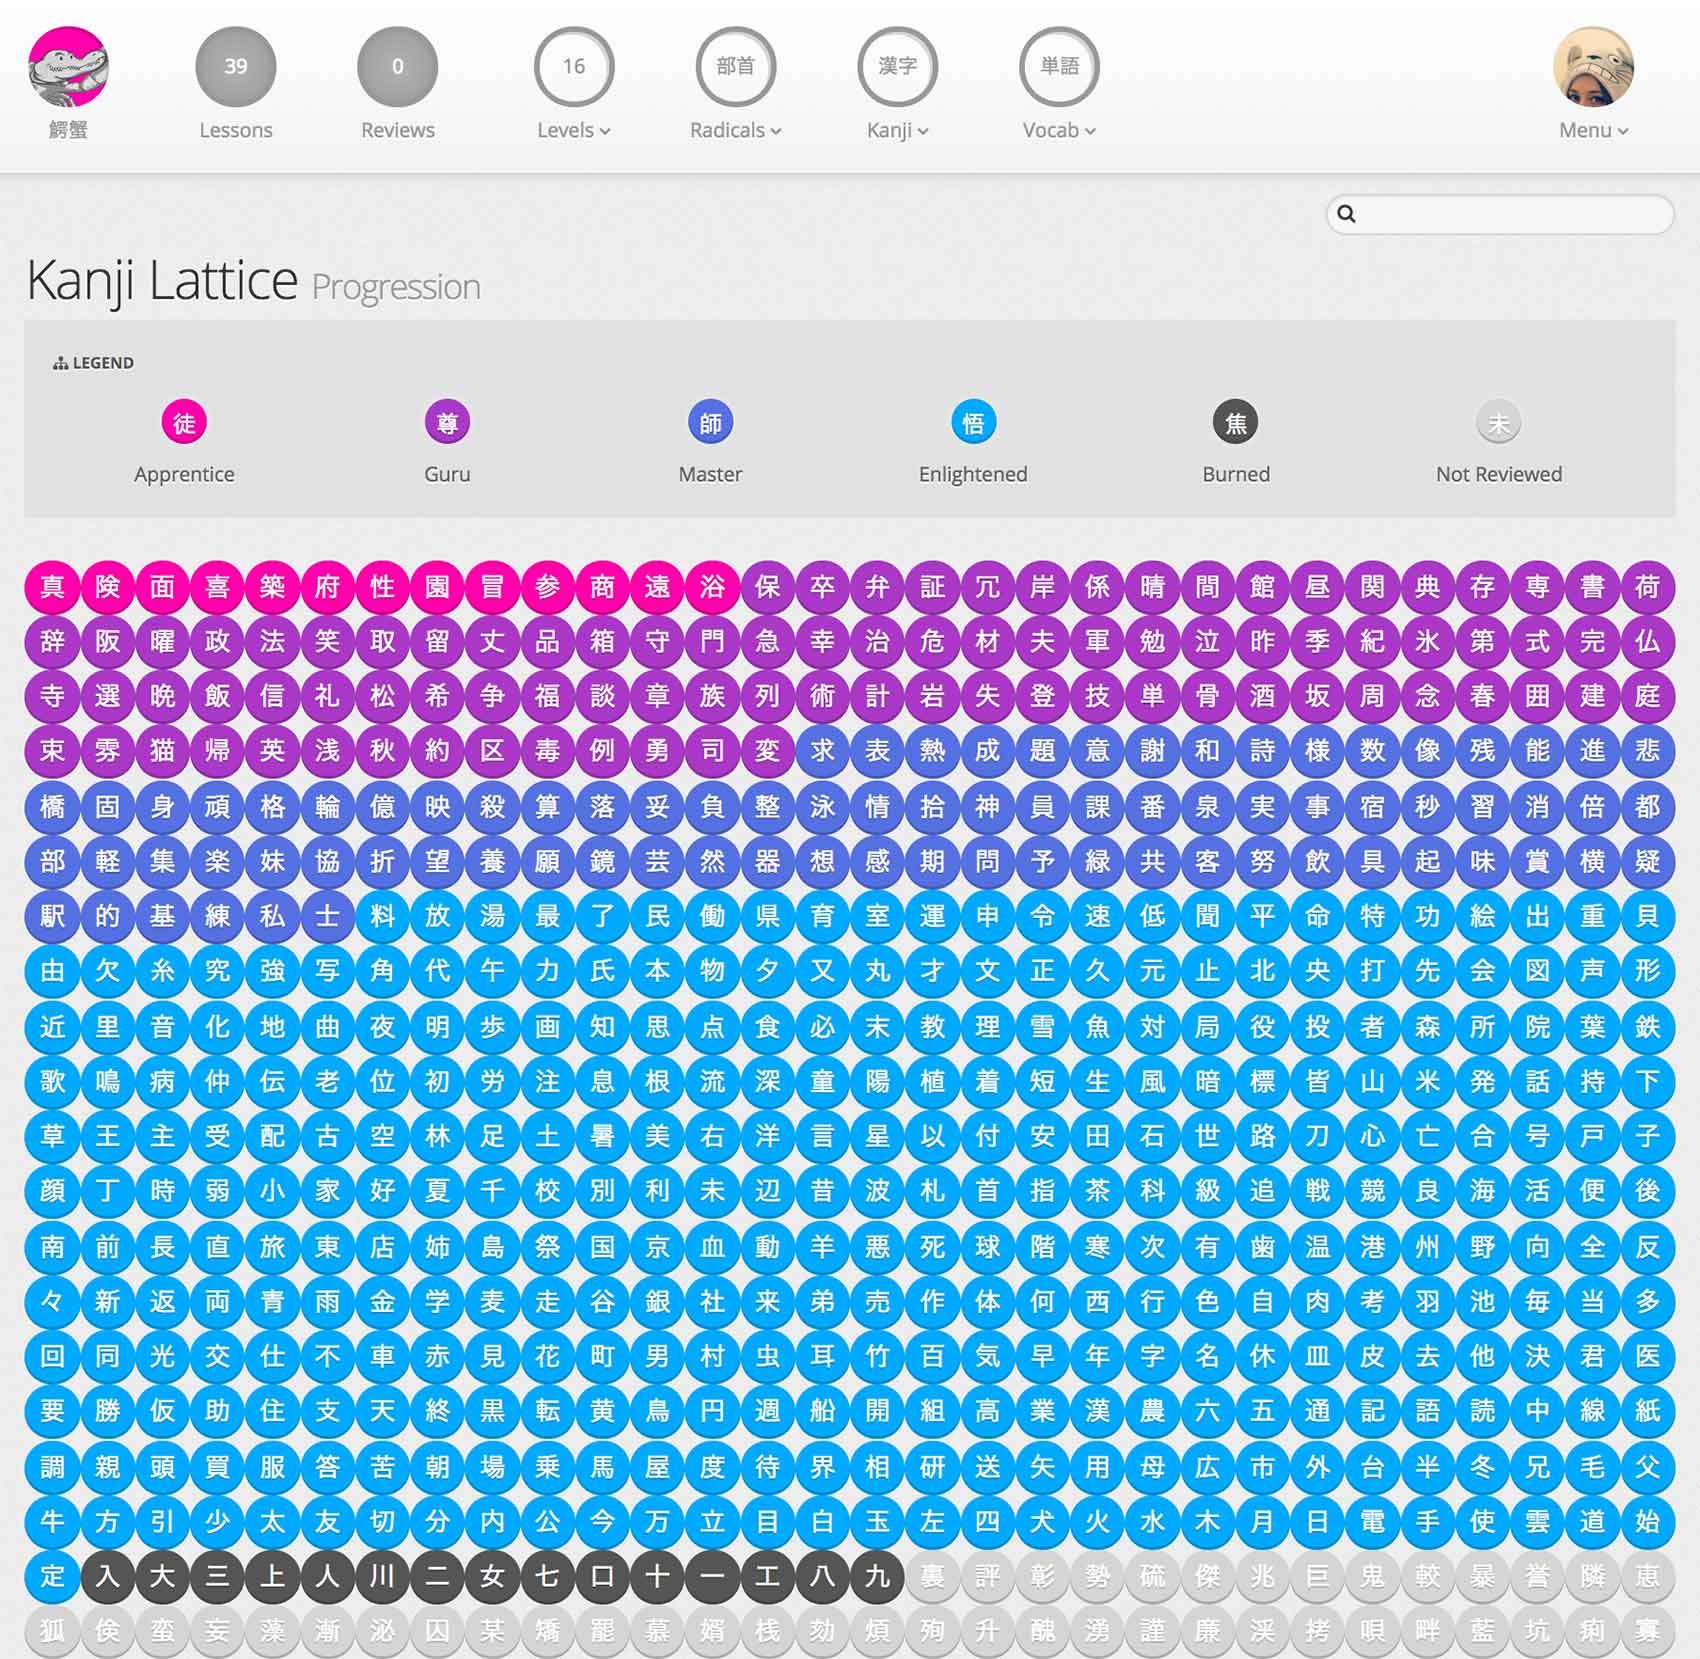 39 0 16 部首 漢字 単語
鰐蟹 Lessons Reviews Levels Radicals Kanji Vocab Menu
Kanji Lattice Progression
LEGEND
徒 尊 師 悟 焦 未
Apprentice Guru Master Enlightened Burned Not Reviewed
真 険 面 喜 築 府 性 園 冒 参 商 遠 浴 保 卒 弁 証 冗 岸 係 晴 間 館 昼 関 典 存 専 書 荷
辞 阪 曜 政 法 笑 取 留 丈 品 箱 守 門 急 幸 治 危 材 夫 軍 勉 泣 昨 季 紀 氷 第 式 完 仏
寺 選 晩 飯 信 礼 松 希 争 福 談 章 族 列 術 計 岩 失 登 技 単 骨 酒 坂 周 念 春 囲 建 庭
束 雰 猫 帰 英 浅 秋 約 区 毒 例 勇 司 変 求 表 熱 成 題 意 謝 和 詩 様 数 像 残 能 進 悲
橋 固 身 頑 格 輪 億 映 殺 算 落 妥 負 整 泳 情 拾 神 員 課 番 泉 実 事 宿 秒 習 消 倍 都
部 軽 集 楽 妹 協 折 望 養 願 鏡 芸 然 器 想 感 期 問 予 緑 共 客 努 飲 具 起 味 賞 横 疑
駅 的 基 練 私 士 料 放 湯 最 了 民 働 県 育 室 運 申 令 速 低 聞 平 命 特 功 絵 出 重 貝
由 欠 糸 究 強 写 角 代 午 力 氏 本 物 夕 又 丸 才 文 正 久 元 止 北 央 打 先 会 図 声 形
近 里 音 化 地 曲 夜 明 歩 画 知 思 点 食 必 末 教 理 雪 魚 対 局 役 投 者 森 所 院 葉 鉄
歌 鳴 病 仲 伝 老 位 初 労 注 息 根 流 深 童 陽 植 着 短 生 風 暗 標 皆 山 米 発 話 持 下
草 王 主 受 配 古 空 林 足 土 暑 美 右 洋 言 星 以 付 安 田 石 世 路 刀 心 亡 合 号 戸 子
顔 丁 時 弱 小 家 好 夏 千 校 別 利 未 辺 昔 波 札 首 指 茶 科 級 追 戦 競 良 海 活 便 後
南 前 長 直 旅 東 店 姉 島 祭 国 京 血 動 羊 悪 死 球 階 寒 次 有 歯 温 港 州 野 向 全 反
々 新 返 両 青 雨 金 学 麦 走 谷 銀 社 来 弟 売 作 体 何 西 行 色 自 肉 考 羽 池 毎 当 多
回 同 光 交 仕 不 車 赤 見 花 町 男 村 虫 耳 竹 百 気 早 年 字 名 休 皿 皮 去 他 決 君 医
要 勝 仮 助 住 支 天 終 黒 転 黄 鳥 円 週 船 開 組 高 業 漢 農 六 五 通 記 語 読 中 線 紙
調 親 頭 買 服 答 苦 朝 場 乗 馬 屋 度 待 界 相 研 送 矢 用 母 広 市 外 台 半 冬 兄 毛 父
牛 方 引 少 太 友 切 分 内 公 今 万 立 目 白 玉 左 四 犬 火 水 木 月 日 電 手 使 雲 道 始
定 入 大 三 上 人 川 二 女 七 口 十 一 工 八 九 裏 評 彰 勢 硫 傑 兆 巨 鬼 較 暴 誉 隣 恵
狐 俟 蛮 妄 藻 漸 泌 囚 某 矯 罷 慕 婿 桟 劾 煩 殉 升 醜 湧 謹 廉 渓 拷 唄 畔 藍 坑 痢 寡